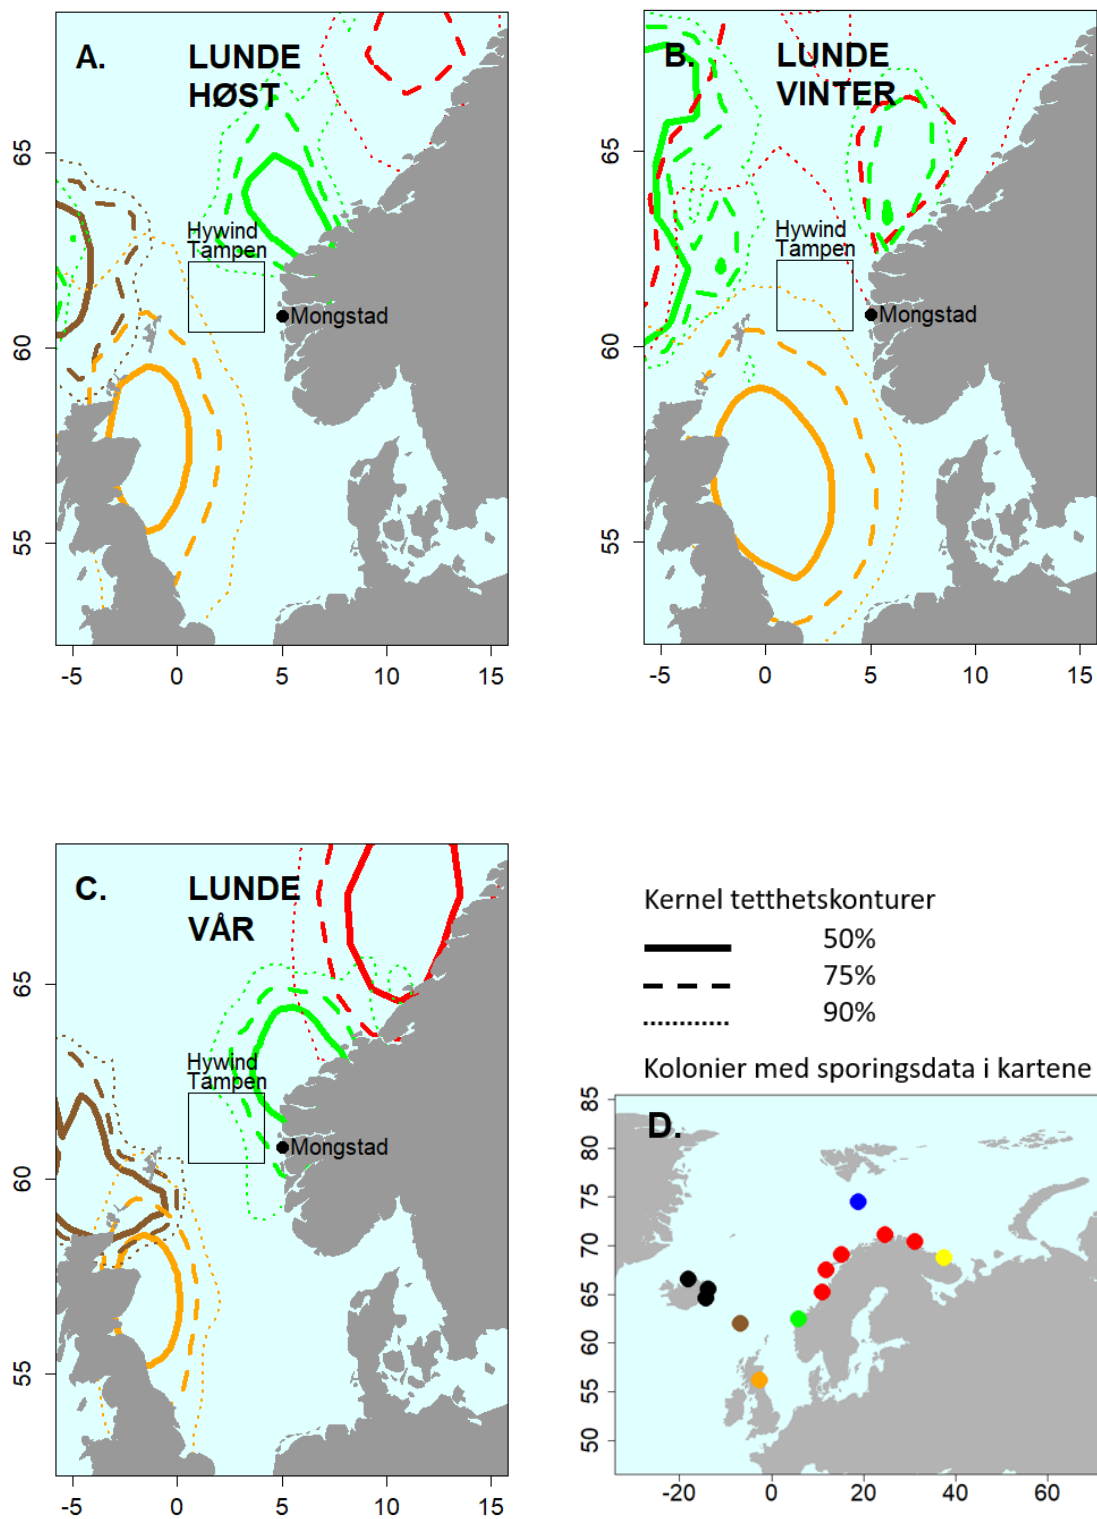 A.
LUNDE
HØST
Hywind
Tampen
Mongstad
65
60
55
-5
0
5
10
15
B.
LUNDE
VINTER
Hywind
Tampen
Mongstad
65
60
55
-5
0
5
10
15
C.
LUNDE
VÅR
Hywind
Tampen
Mongstad
65
60
55
-5
0
5
10
15
Kernel tetthetskonturer
50%
75%
90%
Kolonier med sporingsdata i kartene
D.
85
80
75
70
65
60
55
50
-20
0
20
40
60